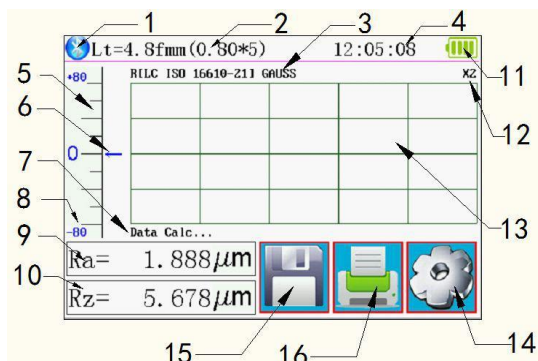 1 2 3 4
Lt=4.8fmm(0.80*5) 12:05:08
5 +80 R[LC ISO 16610-21] GAUSS X2 11
6 0 12
7
8 -80 Data Calc... 13
9 Ra= 1.888μm
10 Rz= 5.678μm
14
15 16